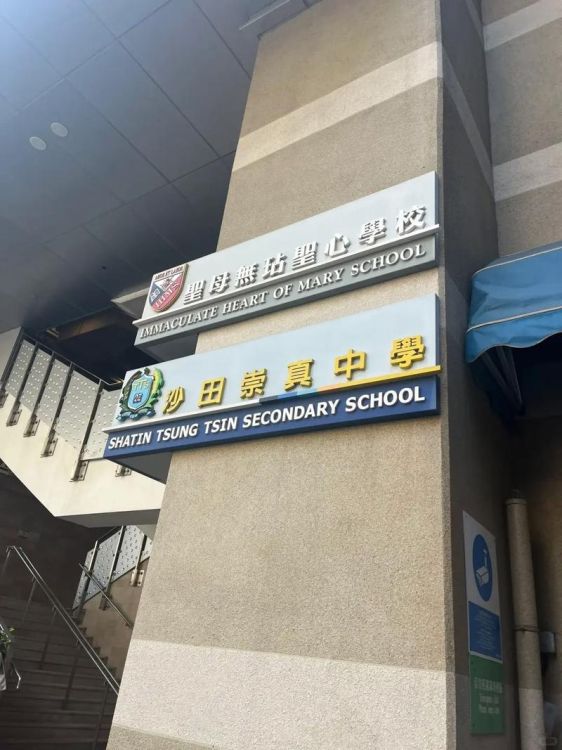 聖母無玷聖心學校
IMMACULATE HEART OF MARY SCHOOL
沙田崇真中學
SHATIN TSUNG TSIN SECONDARY SCHOOL